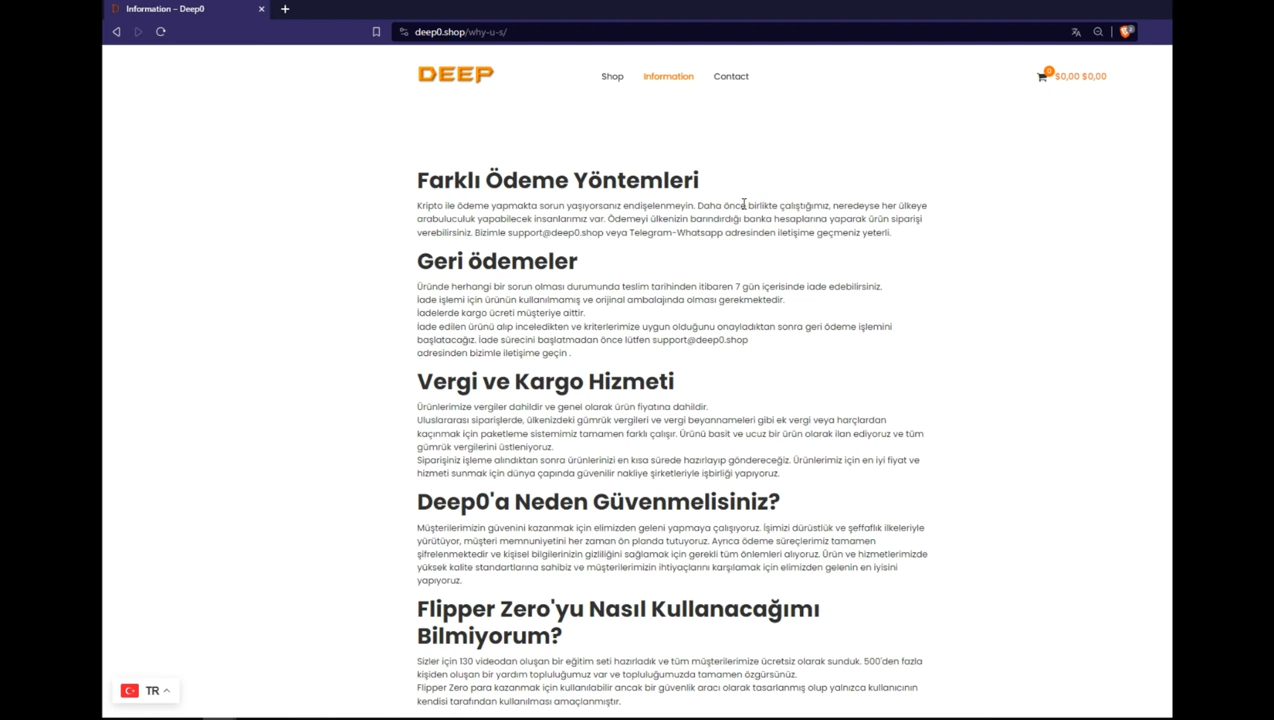 Information – Deep0
deep0.shop/why-u-s/
2
DEEP
Shop
Information
Contact
0
$0,00 $0,00
Farklı Ödeme Yöntemleri
Kripto ile ödeme yapmakta sorun yaşıyorsanız endişelenmeyin. Daha önce birlikte çalıştığımız, neredeyse her ülkeye
arabuluculuk yapabilecek insanlarımız var. Ödemeyi ülkenizin barındırdığı banka hesaplarına yaparak ürün siparişi
verebilirsiniz. Bizimle support@deep0.shop veya Telegram-Whatsapp adresinden iletişime geçmeniz yeterli.
Geri ödemeler
Üründe herhangi bir sorun olması durumunda teslim tarihinden itibaren 7 gün içerisinde iade edebilirsiniz.
İade işlemi için ürünün kullanılmamış ve orijinal ambalajında olması gerekmektedir.
İadelerde kargo ücreti müşteriye aittir.
İade edilen ürünü alıp inceledikten ve kriterlerimize uygun olduğunu onayladıktan sonra geri ödeme işlemini
başlatacağız. İade sürecini başlatmadan önce lütfen support@deep0.shop
adresinden bizimle iletişime geçin .
Vergi ve Kargo Hizmeti
Ürünlerimize vergiler dahildir ve genel olarak ürün fiyatına dahildir.
Uluslararası siparişlerde, ülkenizdeki gümrük vergileri ve vergi beyannameleri gibi ek vergi veya harçlardan
kaçınmak için paketleme sistemimiz tamamen farklı çalışır. Ürünü basit ve ucuz bir ürün olarak ilan ediyoruz ve tüm
gümrük vergilerini üstleniyoruz.
Siparişiniz işleme alındıktan sonra ürünlerinizi en kısa sürede hazırlayıp göndereceğiz. Ürünlerimiz için en iyi fiyat ve
hizmeti sunmak için dünya çapında güvenilir nakliye şirketleriyle işbirliği yapıyoruz.
Deep0'a Neden Güvenmelisiniz?
Müşterilerimizin güvenini kazanmak için elimizden geleni yapmaya çalışıyoruz. İşimizi dürüstlük ve şeffaflık ilkeleriyle
yürütüyor, müşteri memnuniyetini her zaman ön planda tutuyoruz. Ayrıca ödeme süreçlerimiz tamamen
şifrelenmektedir ve kişisel bilgilerinizin gizliliğini sağlamak için gerekli tüm önlemleri alıyoruz. Ürün ve hizmetlerimizde
yüksek kalite standartlarına sahibiz ve müşterilerimizin ihtiyaçlarını karşılamak için elimizden gelenin en iyisini
yapıyoruz.
Flipper Zero'yu Nasıl Kullanacağımı
Bilmiyorum?
Sizler için 130 videodan oluşan bir eğitim seti hazırladık ve tüm müşterilerimize ücretsiz olarak sunduk. 500'den fazla
kişiden oluşan bir yardım topluluğumuz var ve topluluğumuzda tamamen özgürsünüz.
Flipper Zero para kazanmak için kullanılabilir ancak bir güvenlik aracı olarak tasarlanmış olup yalnızca kullanıcının
kendisi tarafından kullanılması amaçlanmıştır.
TR